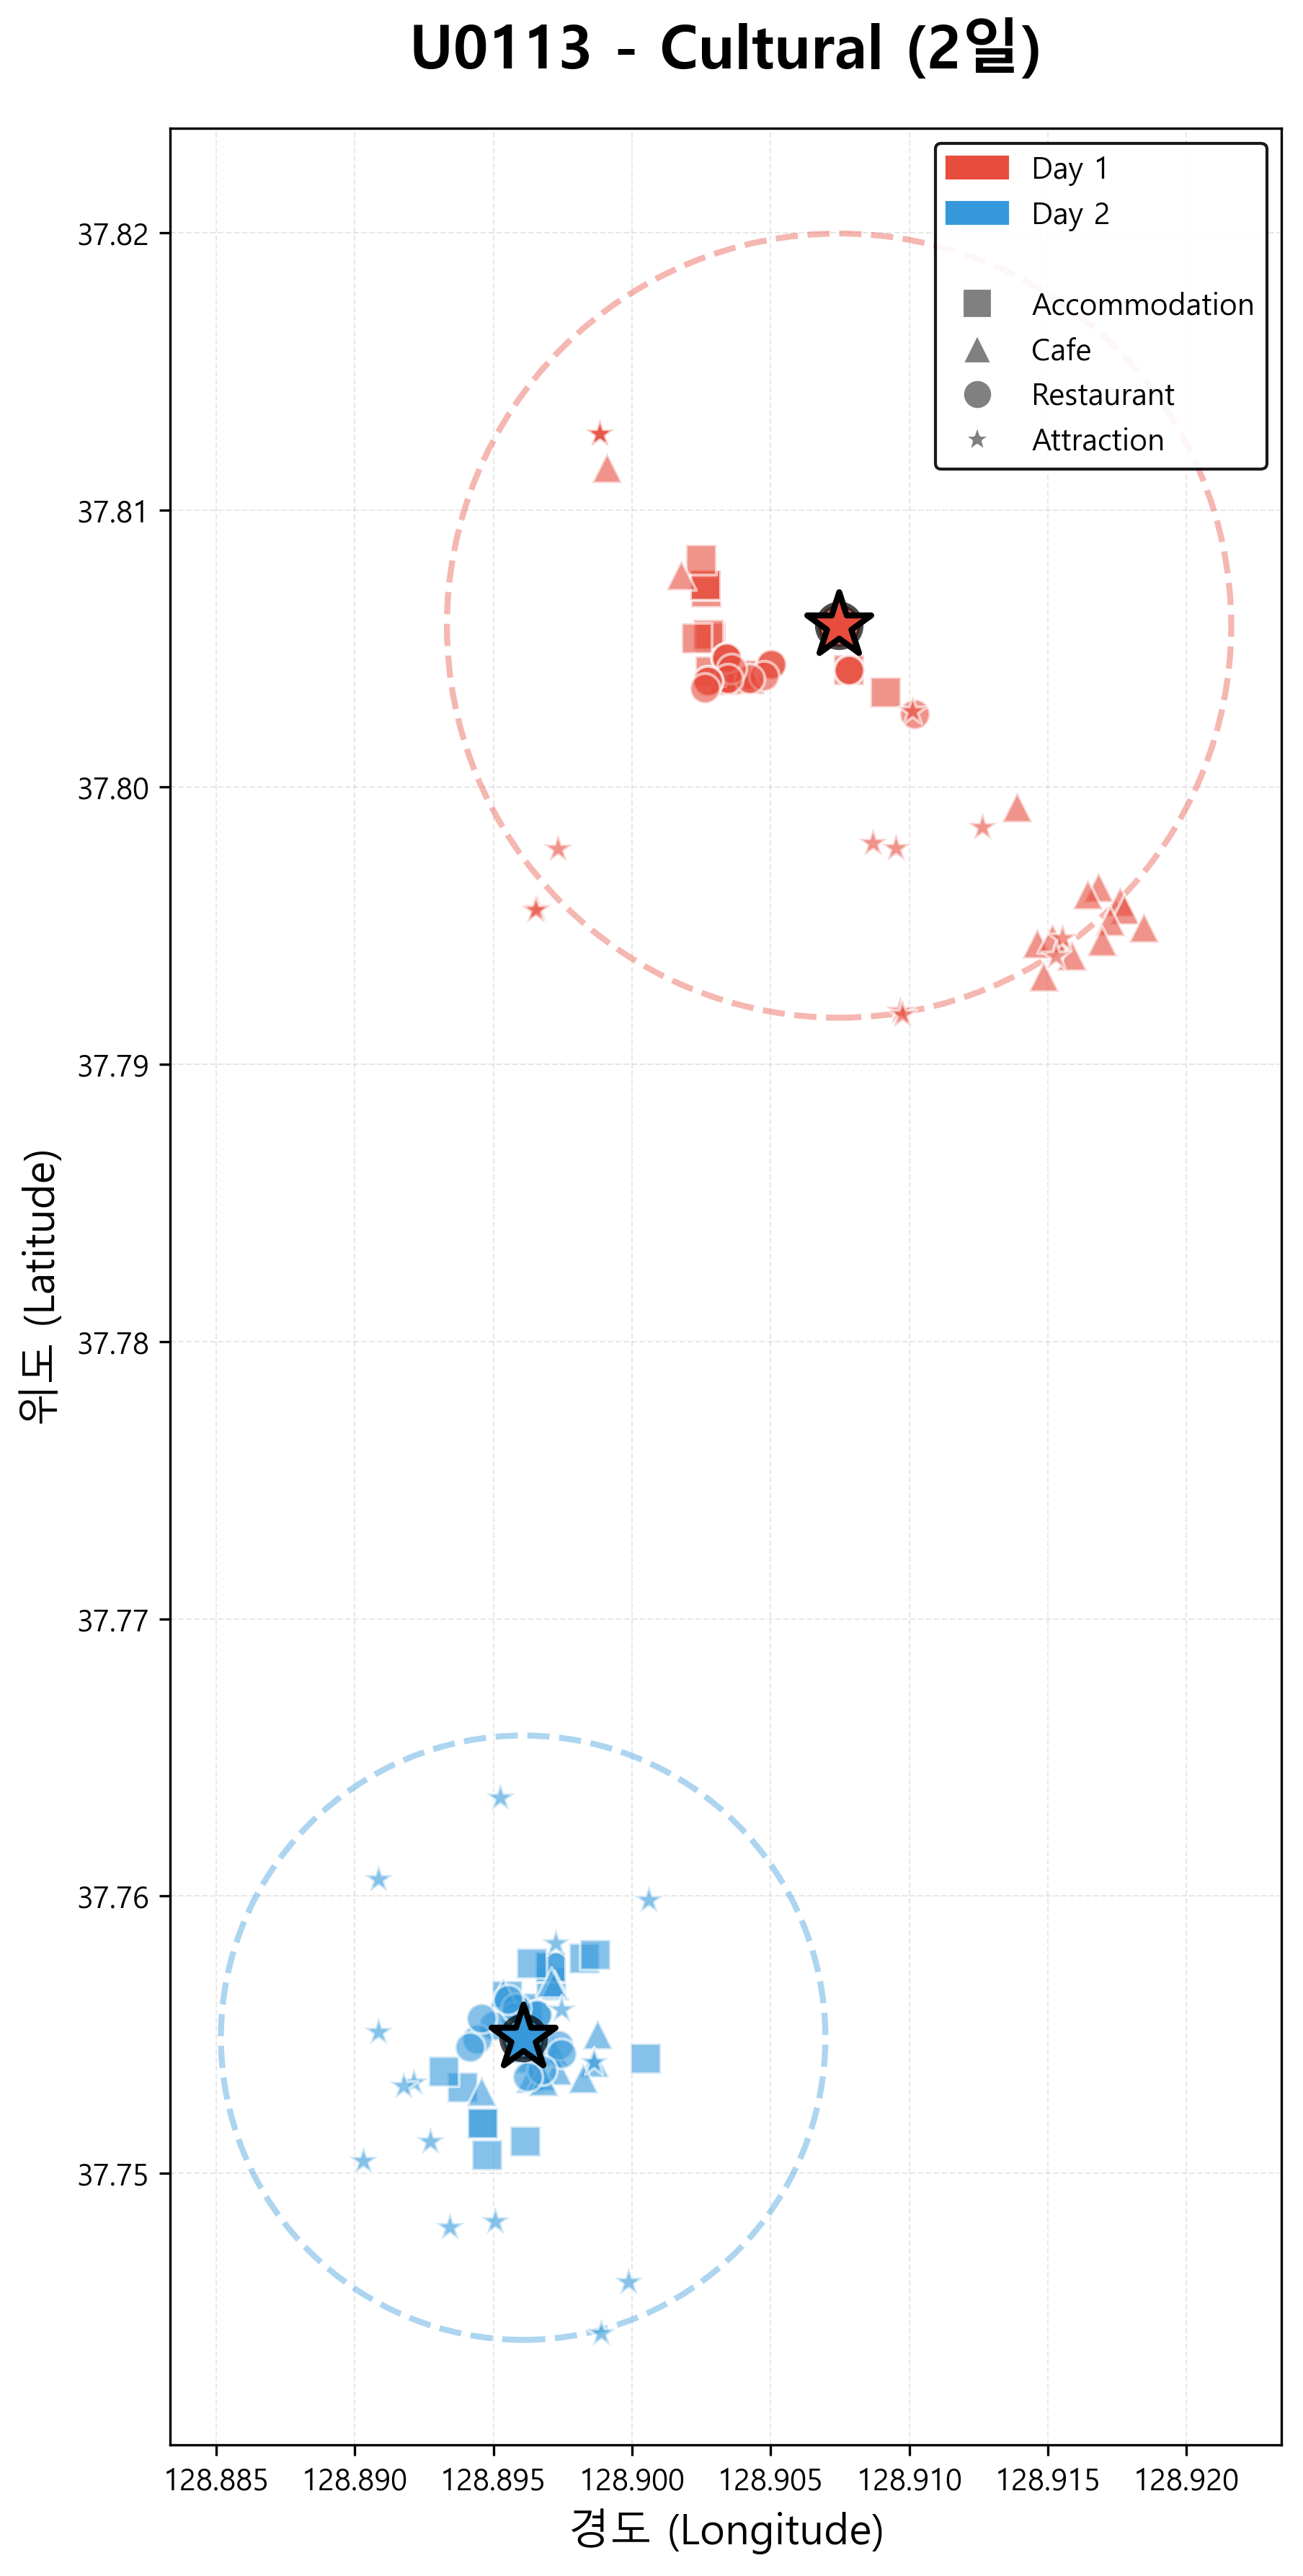 U0113 - Cultural (2일)
Day 1
Day 2
Accommodation
Cafe
Restaurant
Attraction
37.82
37.81
37.80
37.79
37.78
37.77
37.76
37.75
위도 (Latitude)
128.885 128.890 128.895 128.900 128.905 128.910 128.915 128.920
경도 (Longitude)